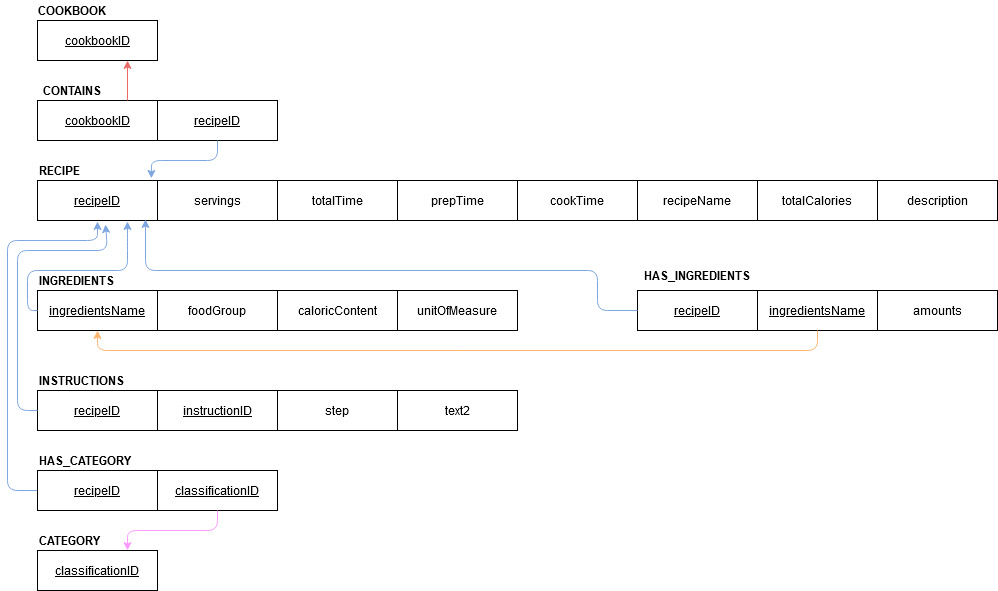 COOKBOOK
cookbookID
CONTAINS
cookbookID recipeID
RECIPE
recipeID servings totalTime prepTime cookTime recipeName totalCalories description
INGREDIENTS
ingredientsName foodGroup caloricContent unitOfMeasure
HAS_INGREDIENTS
recipeID ingredientsName amounts
INSTRUCTIONS
recipeID instructionID step text2
HAS_CATEGORY
recipeID classificationID
CATEGORY
classificationID